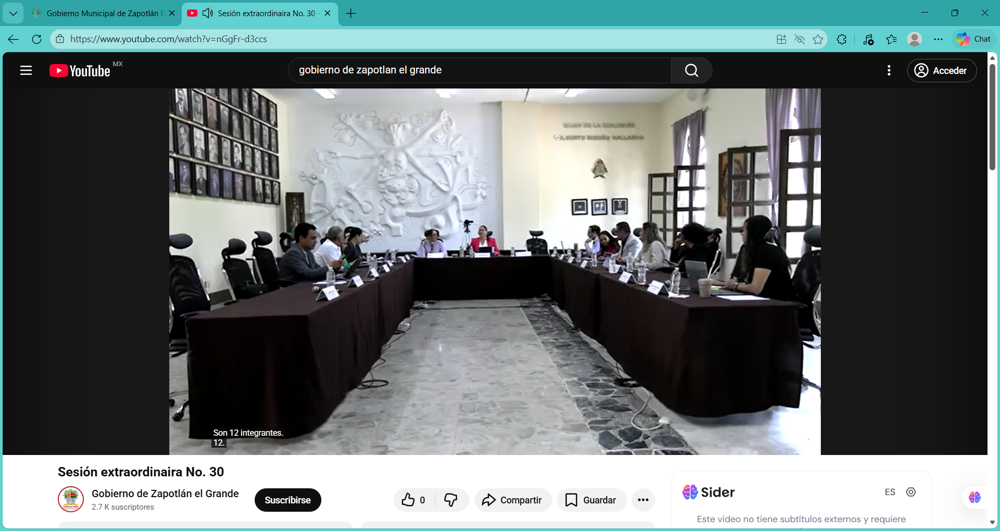 Gobierno Municipal de Zapotlán E
Sesión extraordinaira No. 30 -
https://www.youtube.com/watch?v=nGgFr-d3ccs
Chat
YouTube MX
gobierno de zapotlan el grande
Acceder
Son 12 integrantes.
12.
Sesión extraordinaira No. 30
Gobierno de Zapotlán el Grande
2.7 K suscriptores
Suscribirse
0
Compartir
Guardar
Sider
ES
Este video no tiene subtítulos externos y requiere